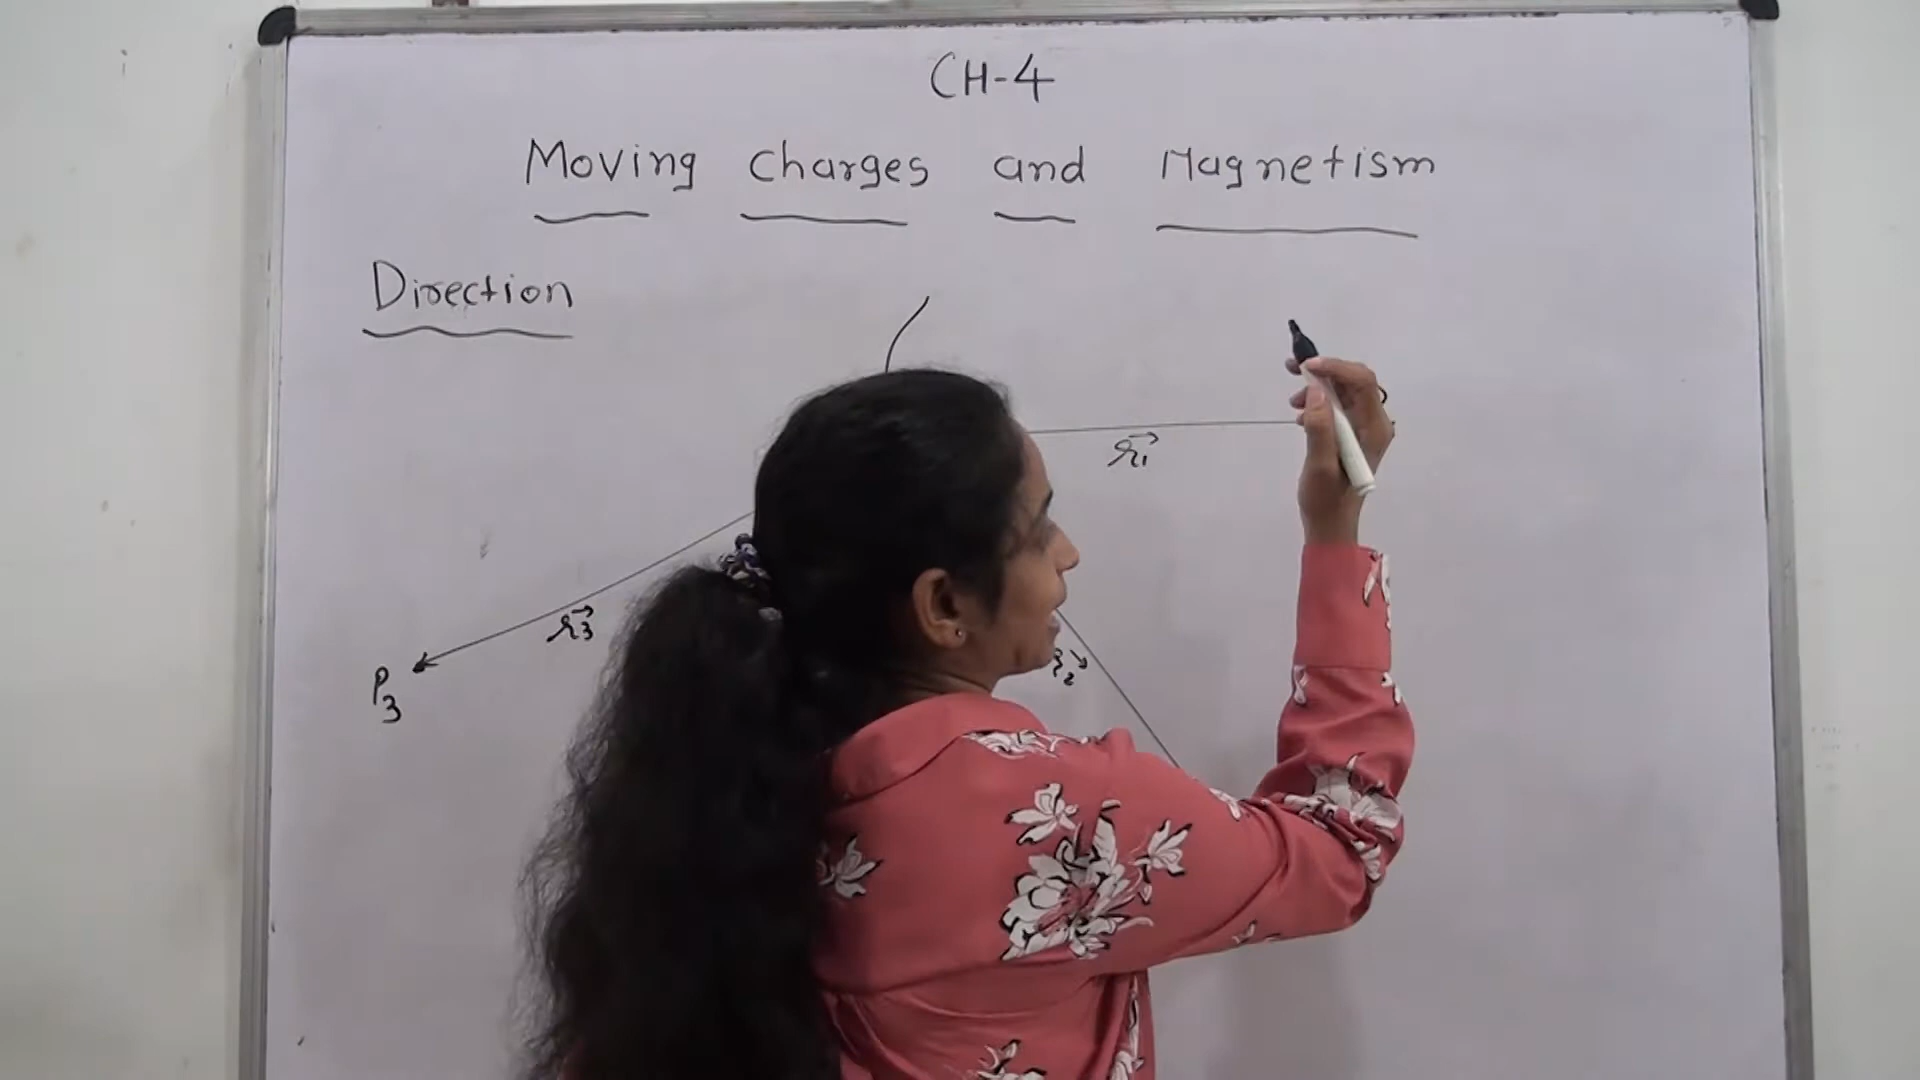 CH-4
Moving charges and Magnetism
Direction
r₁
r₃
r₂
P₃